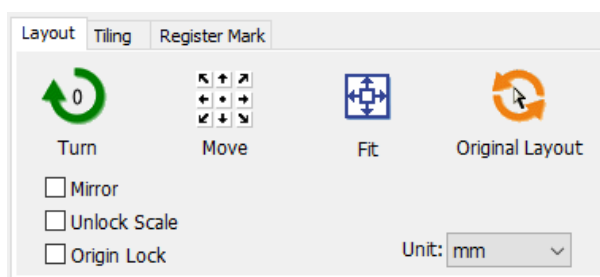 Layout Tiling Register Mark
0
Turn Move Fit Original Layout
Mirror
Unlock Scale
Origin Lock
Unit: mm